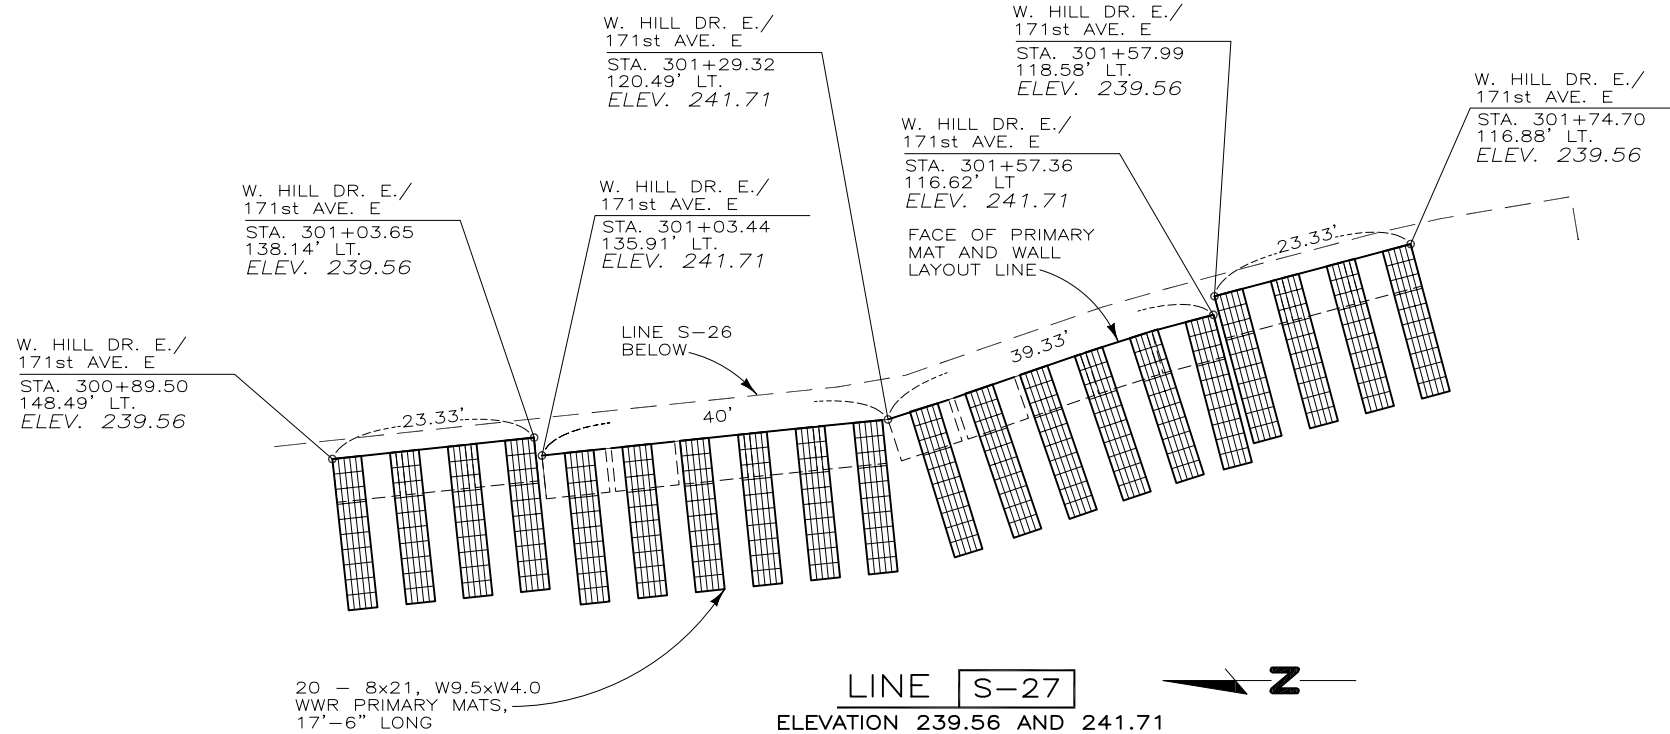 W. HILL DR. E./
171st AVE. E
STA. 300+89.50
148.49' LT.
ELEV. 239.56
W. HILL DR. E./
171st AVE. E
STA. 301+03.65
138.14' LT.
ELEV. 239.56
W. HILL DR. E./
171st AVE. E
STA. 301+03.44
135.91' LT.
ELEV. 241.71
W. HILL DR. E./
171st AVE. E
STA. 301+29.32
120.49' LT.
ELEV. 241.71
W. HILL DR. E./
171st AVE. E
STA. 301+57.36
116.62' LT
ELEV. 241.71
W. HILL DR. E./
171st AVE. E
STA. 301+57.99
118.58' LT.
ELEV. 239.56
W. HILL DR. E./
171st AVE. E
STA. 301+74.70
116.88' LT.
ELEV. 239.56
FACE OF PRIMARY
MAT AND WALL
LAYOUT LINE
LINE S-26
BELOW
23.33'
40'
39.33'
23.33'
20 - 8x21, W9.5xW4.0
WWR PRIMARY MATS,
17'-6" LONG
LINE S-27
ELEVATION 239.56 AND 241.71
N